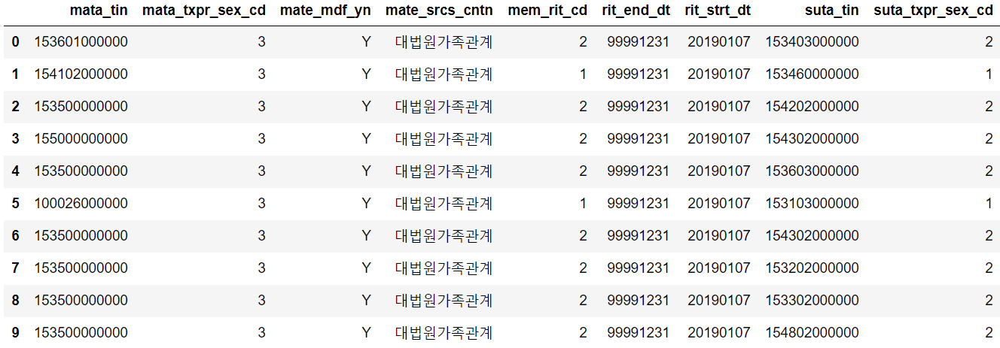 mata_tin mata_txpr_sex_cd mate_mdf_yn mate_srcs_cntn mem_rit_cd rit_end_dt rit_strt_dt suta_tin suta_txpr_sex_cd
0 153601000000 3 Y 대법원가족관계 2 99991231 20190107 153403000000 2
1 154102000000 3 Y 대법원가족관계 1 99991231 20190107 153460000000 1
2 153500000000 3 Y 대법원가족관계 2 99991231 20190107 154202000000 2
3 155000000000 3 Y 대법원가족관계 2 99991231 20190107 154302000000 2
4 153500000000 3 Y 대법원가족관계 2 99991231 20190107 153603000000 2
5 100026000000 3 Y 대법원가족관계 1 99991231 20190107 153103000000 1
6 153500000000 3 Y 대법원가족관계 2 99991231 20190107 154302000000 2
7 153500000000 3 Y 대법원가족관계 2 99991231 20190107 153202000000 2
8 153500000000 3 Y 대법원가족관계 2 99991231 20190107 153302000000 2
9 153500000000 3 Y 대법원가족관계 2 99991231 20190107 154802000000 2